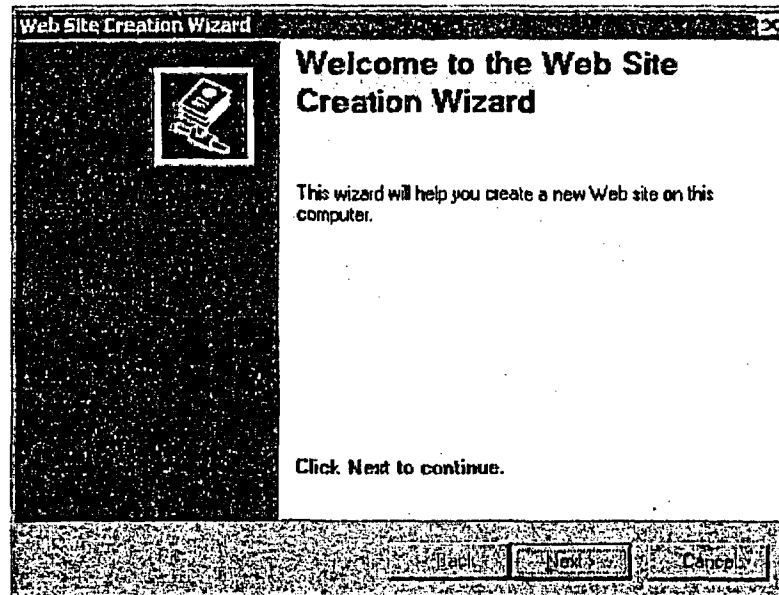 Web Site Creation Wizard
Welcome to the Web Site
Creation Wizard
This wizard will help you create a new Web site on this
computer.
Click Next to continue.
Back
Next >
Cancel